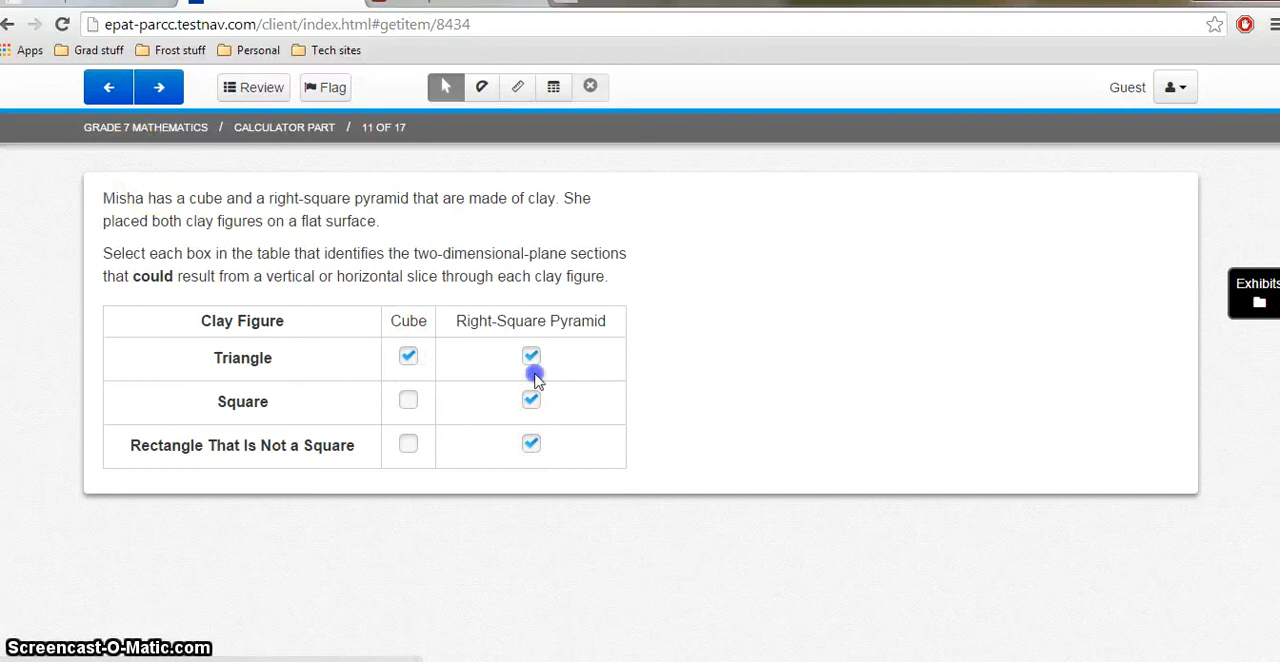 epat-parcc.testnav.com/client/index.html#getitem/8434
Apps Grad stuff Frost stuff Personal Tech sites
Review Flag Guest
GRADE 7 MATHEMATICS / CALCULATOR PART / 11 OF 17
Misha has a cube and a right-square pyramid that are made of clay. She
placed both clay figures on a flat surface.
Select each box in the table that identifies the two-dimensional-plane sections
that could result from a vertical or horizontal slice through each clay figure.
Exhibits
Clay Figure Cube Right-Square Pyramid
Triangle
Square
Rectangle That Is Not a Square
Screencast-O-Matic.com